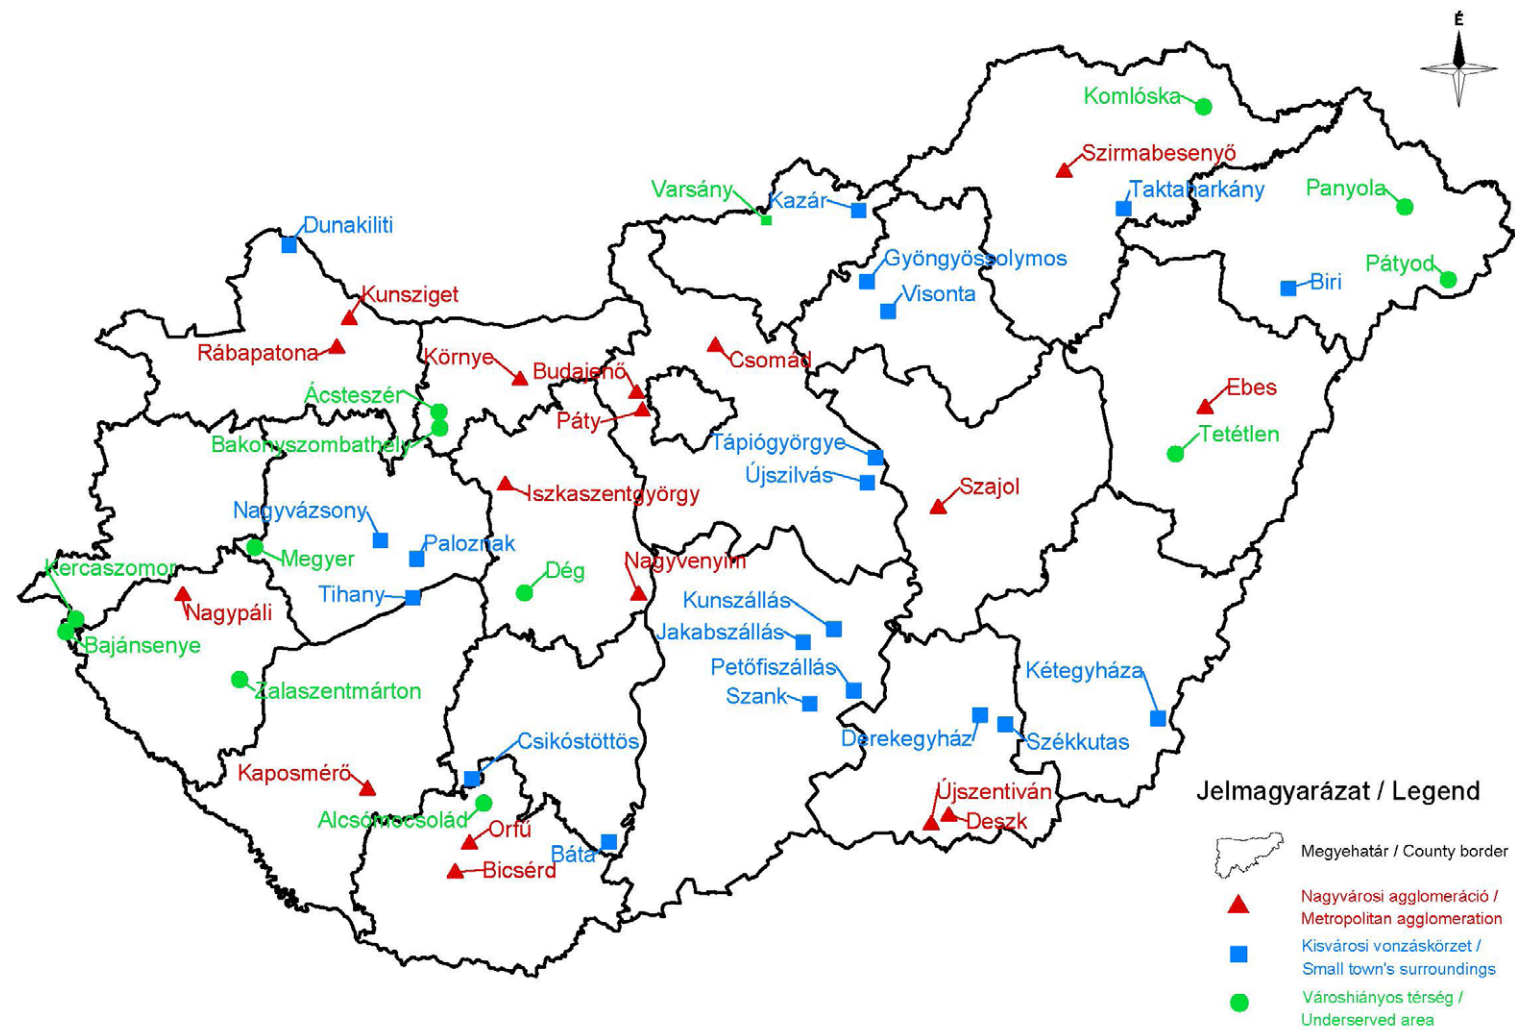 É
Komlóska
Szirmabesenyő
Varsány
Kazár
Taktaharkány
Panyola
Dunakiliti
Gyöngyössolymos
Pátyod
Biri
Visonta
Kunsziget
Rábapatona
Környe
Csomád
Budajenő
Ebes
Ácsteszér
Páty
Bakonyszombathely
Tápiógyörgye
Tetétlen
Újszilvás
Iszkaszentgyörgy
Szajol
Nagyvázsony
Paloznak
Megyer
Nagyvenyim
Kercaszomor
Dég
Tihany
Kunszállás
Nagypáli
Jakabszállás
Bajánsenye
Petőfiszállás
Kétegyháza
Zalaszentmárton
Szank
Csikóstöttös
Derekegyház
Székkutas
Kaposmérő
Újszentiván
Jelmagyarázat / Legend
Alcsómocsolád
Deszk
Orfű
Báta
Bicsérd
Megyehatár / County border
Nagyvárosi agglomeráció /
Metropolitan agglomeration
Kisvárosi vonzáskörzet /
Small town's surroundings
Városhiányos térség /
Underserved area